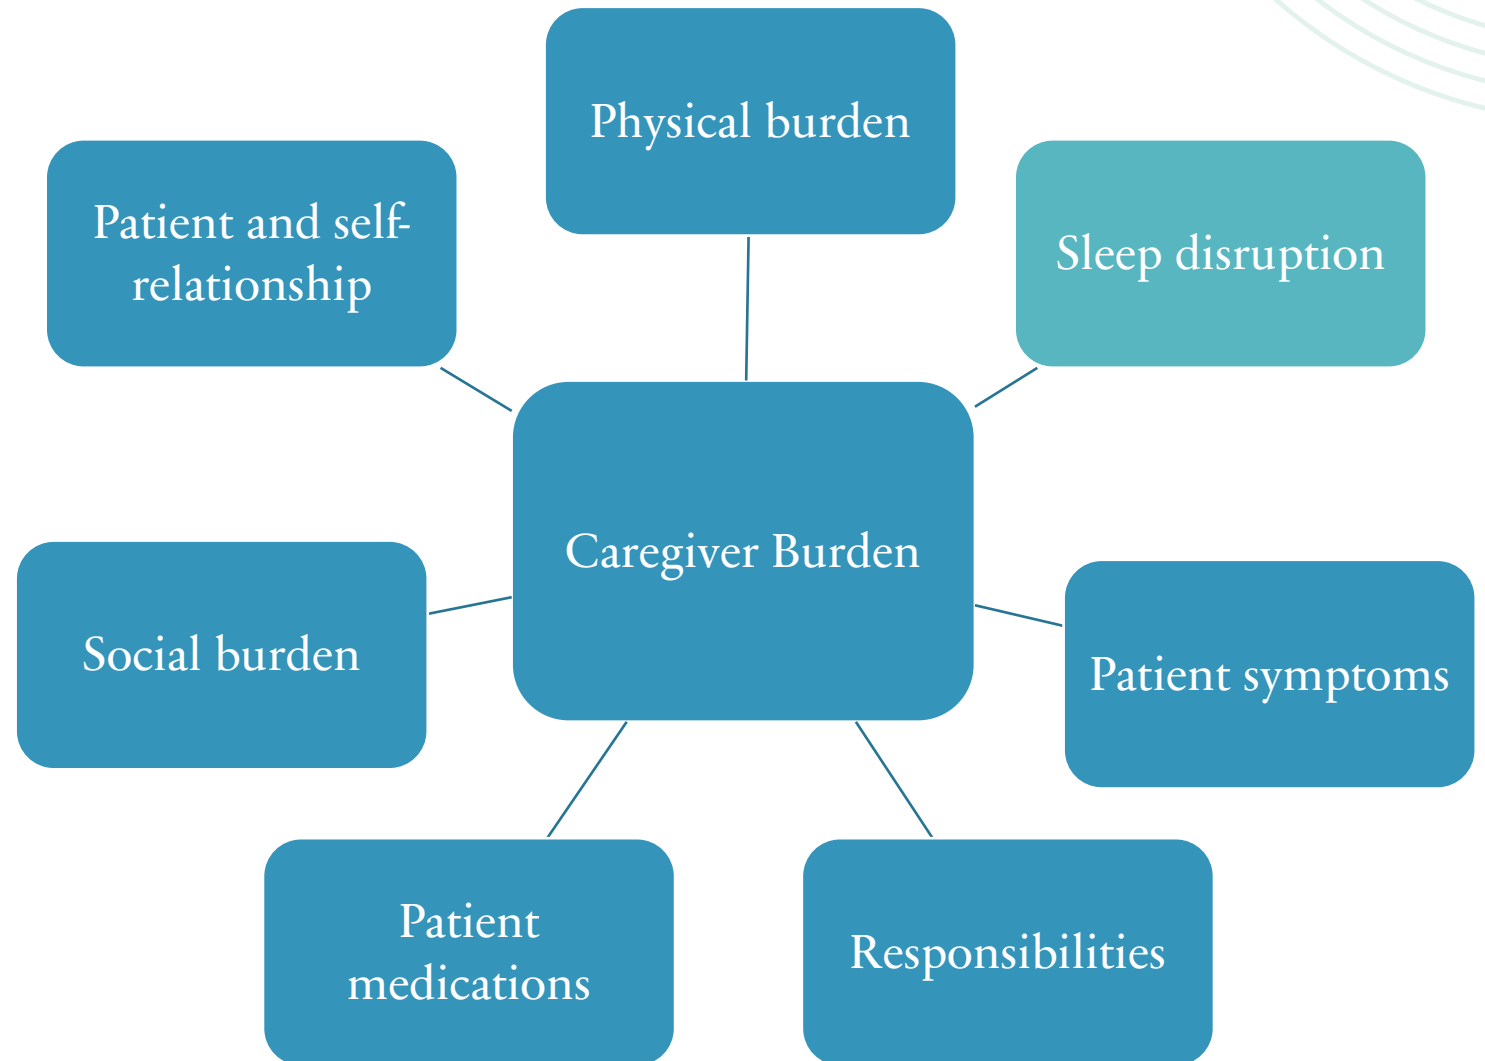 Physical burden
Patient and self-
relationship
Sleep disruption
Caregiver Burden
Social burden
Patient symptoms
Patient
medications
Responsibilities